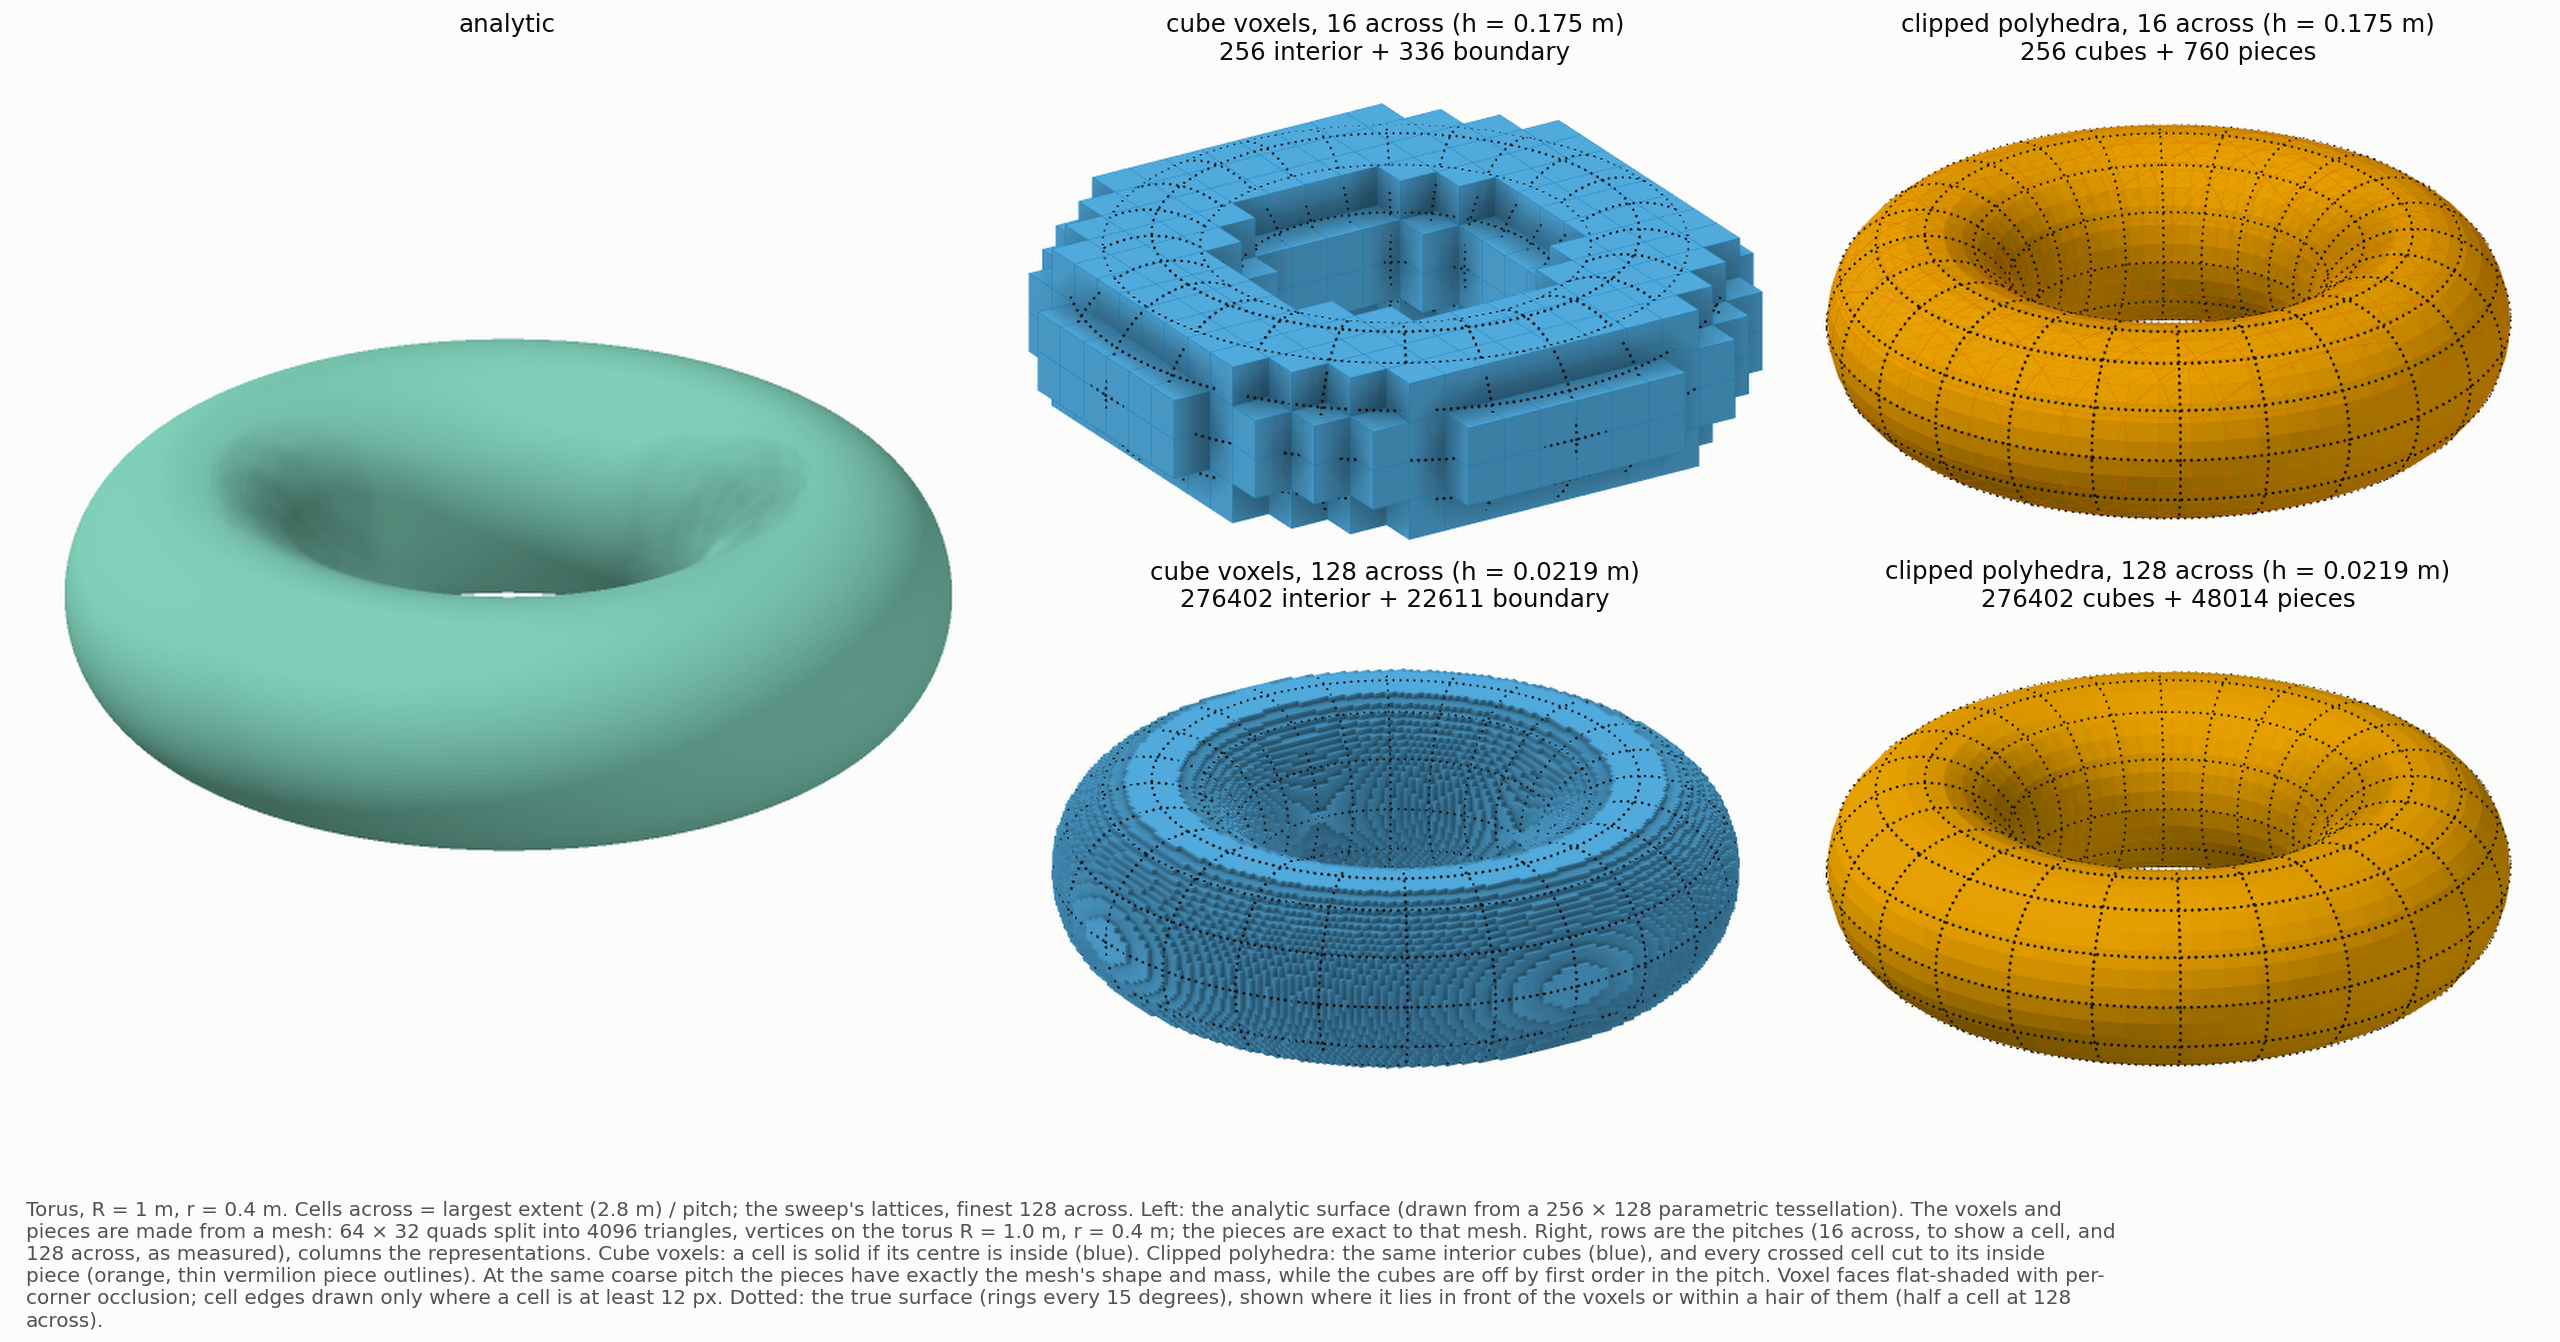 analytic
cube voxels, 16 across (h = 0.175 m)
256 interior + 336 boundary
clipped polyhedra, 16 across (h = 0.175 m)
256 cubes + 760 pieces
cube voxels, 128 across (h = 0.0219 m)
276402 interior + 22611 boundary
clipped polyhedra, 128 across (h = 0.0219 m)
276402 cubes + 48014 pieces
Torus, R = 1 m, r = 0.4 m. Cells across = largest extent (2.8 m) / pitch; the sweep's lattices, finest 128 across. Left: the analytic surface (drawn from a 256 × 128 parametric tessellation). The voxels and
pieces are made from a mesh: 64 × 32 quads split into 4096 triangles, vertices on the torus R = 1.0 m, r = 0.4 m; the pieces are exact to that mesh. Right, rows are the pitches (16 across, to show a cell, and
128 across, as measured), columns the representations. Cube voxels: a cell is solid if its centre is inside (blue). Clipped polyhedra: the same interior cubes (blue), and every crossed cell cut to its inside
piece (orange, thin vermilion piece outlines). At the same coarse pitch the pieces have exactly the mesh's shape and mass, while the cubes are off by first order in the pitch. Voxel faces flat-shaded with per-
corner occlusion; cell edges drawn only where a cell is at least 12 px. Dotted: the true surface (rings every 15 degrees), shown where it lies in front of the voxels or within a hair of them (half a cell at 128
across).